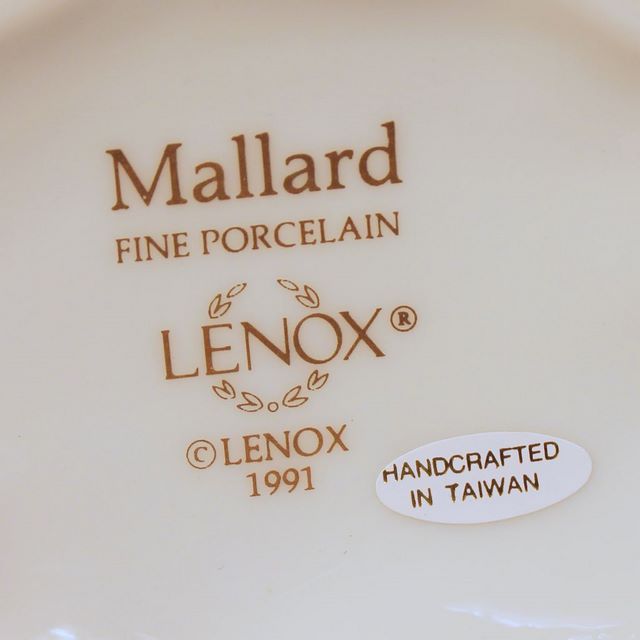 Mallard
FINE PORCELAIN
LENOX®
©LENOX
1991
HANDCRAFTED
IN TAIWAN